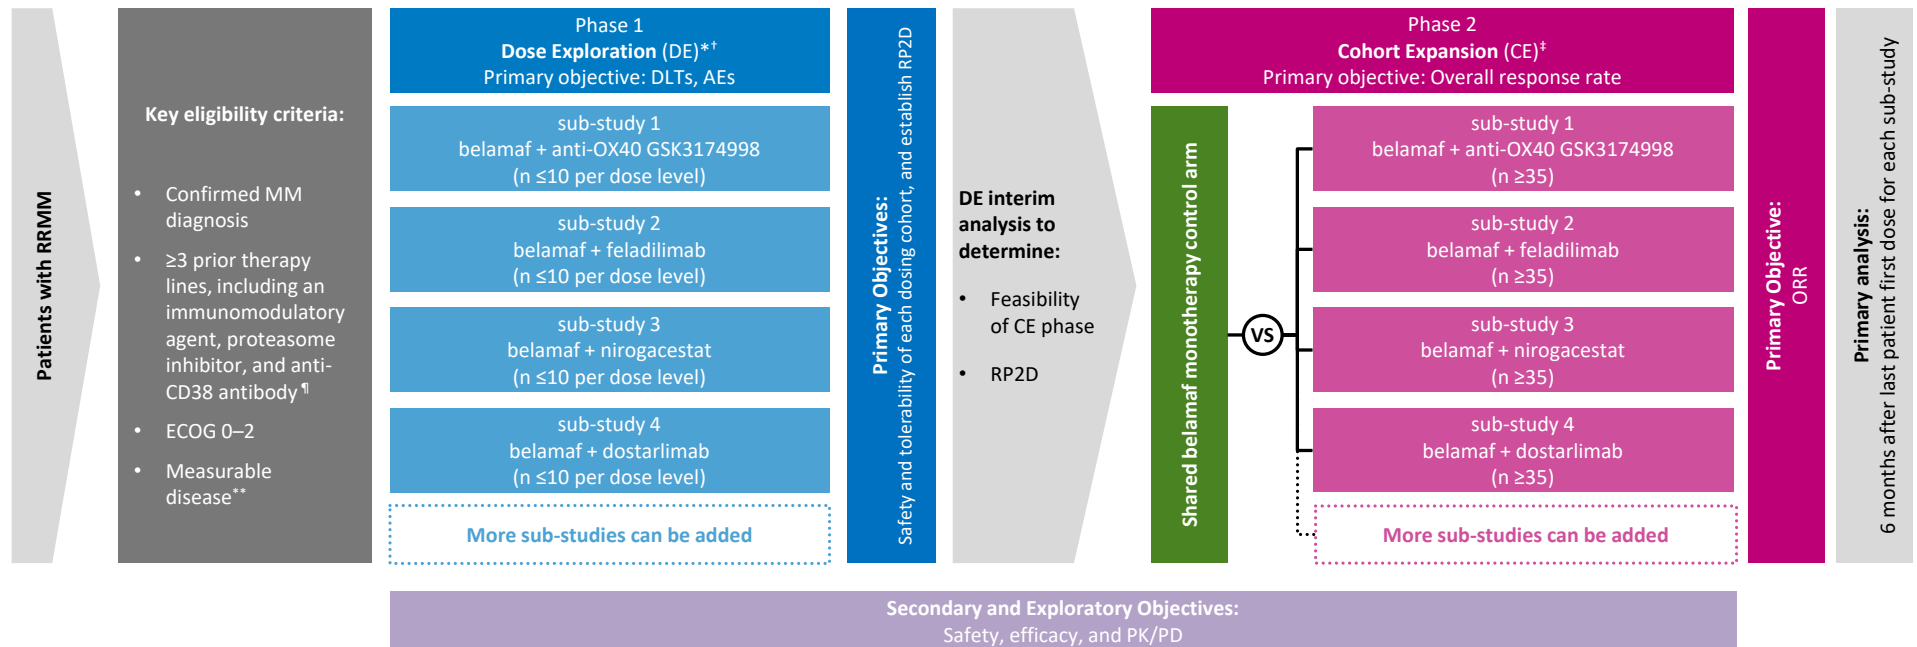 Patients with RRMM
Key eligibility criteria:
• Confirmed MM
diagnosis
• ≥3 prior therapy
lines, including an
immunomodulatory
agent, proteasome
inhibitor, and anti-
CD38 antibody ¶
• ECOG 0–2
• Measurable
disease**
Phase 1
Dose Exploration (DE)*†
Primary objective: DLTs, AEs
sub-study 1
belamaf + anti-OX40 GSK3174998
(n ≤10 per dose level)
sub-study 2
belamaf + feladilimab
(n ≤10 per dose level)
sub-study 3
belamaf + nirogacestat
(n ≤10 per dose level)
sub-study 4
belamaf + dostarlimab
(n ≤10 per dose level)
More sub-studies can be added
Primary Objectives:
Safety and tolerability of each dosing cohort, and establish RP2D
DE interim
analysis to
determine:
• Feasibility
of CE phase
• RP2D
Phase 2
Cohort Expansion (CE)‡
Primary objective: Overall response rate
Shared belamaf monotherapy control arm
VS
sub-study 1
belamaf + anti-OX40 GSK3174998
(n ≥35)
sub-study 2
belamaf + feladilimab
(n ≥35)
sub-study 3
belamaf + nirogacestat
(n ≥35)
sub-study 4
belamaf + dostarlimab
(n ≥35)
More sub-studies can be added
Primary Objective:
ORR
Primary analysis:
6 months after last patient first dose for each sub-study
Secondary and Exploratory Objectives:
Safety, efficacy, and PK/PD